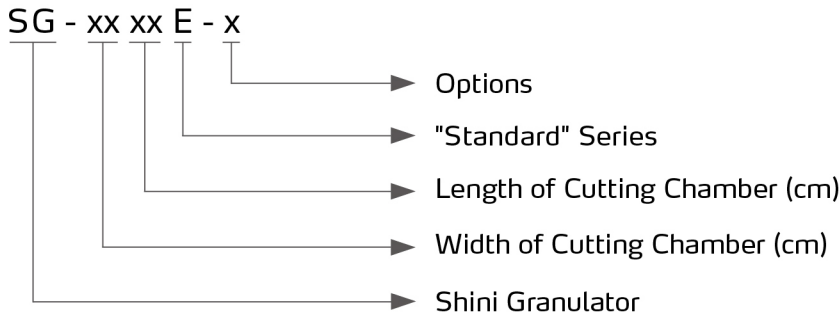 SG - xx xx E - x
Options
"Standard" Series
Length of Cutting Chamber (cm)
Width of Cutting Chamber (cm)
Shini Granulator